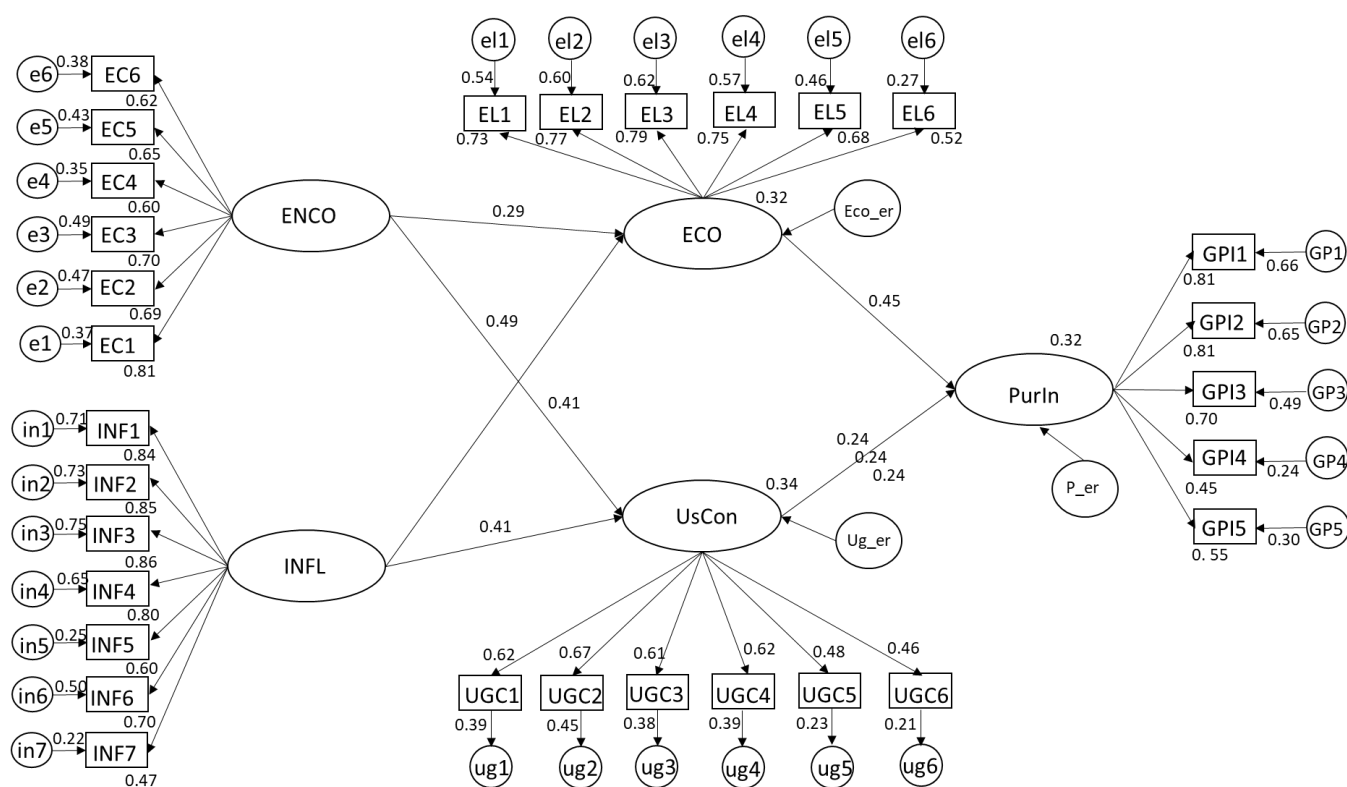 el1
el2
el3
el4
el5
el6
0.54
0.60
0.62
0.57
0.46
0.27
EL1
EL2
EL3
EL4
EL5
EL6
0.73
0.77
0.79
0.75
0.68
0.52
e6
0.38
EC6
0.62
e5
0.43
EC5
0.65
e4
0.35
EC4
0.60
e3
0.49
EC3
0.70
e2
0.47
EC2
0.69
e1
0.37
EC1
0.81
ENCO
0.29
0.49
0.32
ECO
Eco_er
0.45
in1
0.71
INF1
0.84
in2
0.73
INF2
0.85
in3
0.75
INF3
0.86
in4
0.65
INF4
0.80
in5
0.25
INF5
0.60
in6
0.50
INF6
0.70
in7
0.22
INF7
0.47
INFL
0.41
0.41
0.34
UsCon
Ug_er
0.24
0.24
0.24
0.32
PurIn
P_er
GPI1
0.66
GP1
0.81
GPI2
0.65
GP2
0.81
GPI3
0.49
GP3
0.70
GPI4
0.24
GP4
0.45
GPI5
0.30
GP5
0. 55
0.62
0.67
0.61
0.62
0.48
0.46
UGC1
UGC2
UGC3
UGC4
UGC5
UGC6
0.39
0.45
0.38
0.39
0.23
0.21
ug1
ug2
ug3
ug4
ug5
ug6